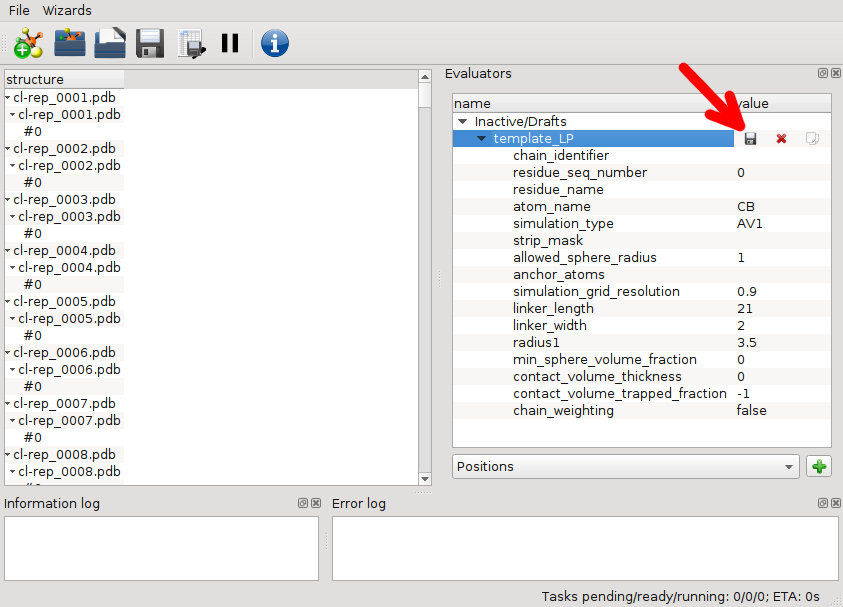 File Wizards
structure
cl-rep_0001.pdb
cl-rep_0001.pdb
#0
cl-rep_0002.pdb
cl-rep_0002.pdb
#0
cl-rep_0003.pdb
cl-rep_0003.pdb
#0
cl-rep_0004.pdb
cl-rep_0004.pdb
#0
cl-rep_0005.pdb
cl-rep_0005.pdb
#0
cl-rep_0006.pdb
cl-rep_0006.pdb
#0
cl-rep_0007.pdb
cl-rep_0007.pdb
#0
cl-rep_0008.pdb
cl-rep_0008.pdb
#0
Evaluators
name value
Inactive/Drafts
template_LP
chain_identifier
residue_seq_number 0
residue_name
atom_name CB
simulation_type AV1
strip_mask
allowed_sphere_radius 1
anchor_atoms
simulation_grid_resolution 0.9
linker_length 21
linker_width 2
radius1 3.5
min_sphere_volume_fraction 0
contact_volume_thickness 0
contact_volume_trapped_fraction -1
chain_weighting false
Positions
Information log
Error log
Tasks pending/ready/running: 0/0/0; ETA: 0s